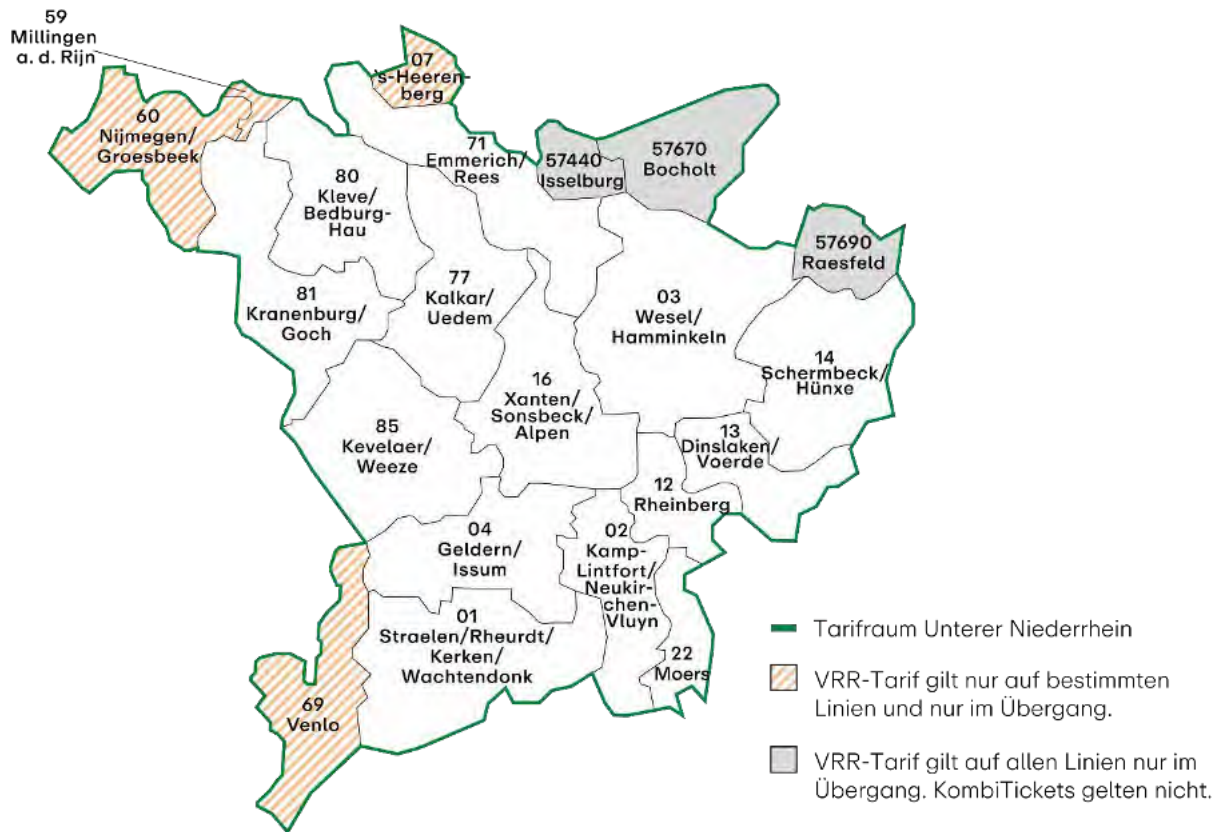 59
Millingen
a. d. Rijn
07
's-Heeren-
berg
60
Nijmegen/
Groesbeek
71
Emmerich/
Rees
57440
Isselburg
57670
Bocholt
80
Kleve/
Bedburg-
Hau
57690
Raesfeld
81
Kranenburg/
Goch
77
Kalkar/
Uedem
03
Wesel/
Hamminkeln
14
Schermbeck/
Hünxe
16
Xanten/
Sonsbeck/
Alpen
85
Kevelaer/
Weeze
13
Dinslaken/
Voerde
12
Rheinberg
04
Geldern/
Issum
02
Kamp-
Lintfort/
Neukir-
chen-
Vluyn
01
Straelen/Rheurdt/
Kerken/
Wachtendonk
22
Moers
69
Venlo
Tarifraum Unterer Niederrhein
VRR-Tarif gilt nur auf bestimmten
Linien und nur im Übergang.
VRR-Tarif gilt auf allen Linien nur im
Übergang. KombiTickets gelten nicht.